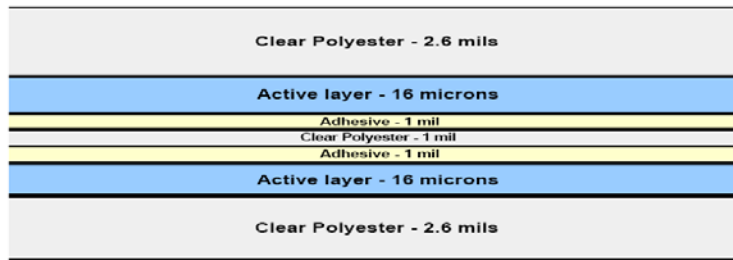 Clear Polyester - 2.6 mils
Active layer - 16 microns
Adhesive - 1 mil
Clear Polyester - 1 mil
Adhesive - 1 mil
Active layer - 16 microns
Clear Polyester - 2.6 mils